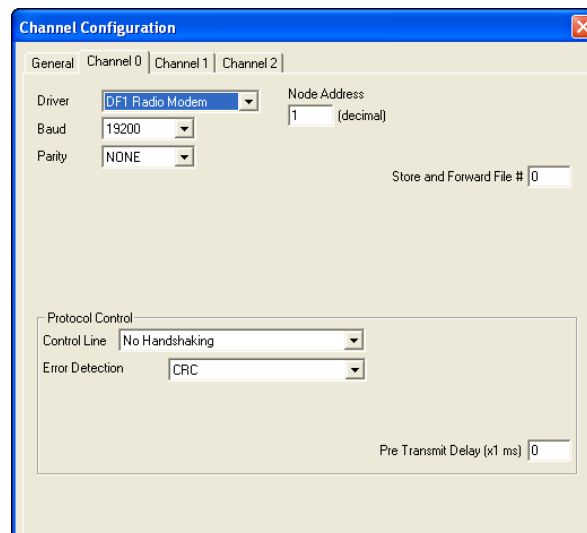 Channel Configuration
General Channel 0 Channel 1 Channel 2
Driver DF1 Radio Modem
Node Address
1 (decimal)
Baud 19200
Parity NONE
Store and Forward File # 0
Protocol Control
Control Line No Handshaking
Error Detection CRC
Pre Transmit Delay (x1 ms) 0